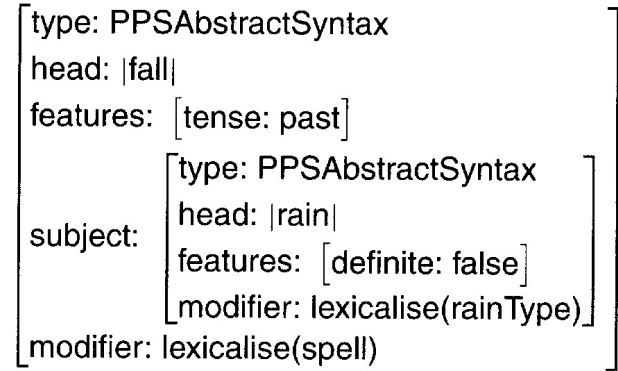 type: PPSAbstractSyntax
head: |fall|
features: [tense: past]
subject:
type: PPSAbstractSyntax
head: |rain|
features: [definite: false]
modifier: lexicalise(rainType)
modifier: lexicalise(spell)